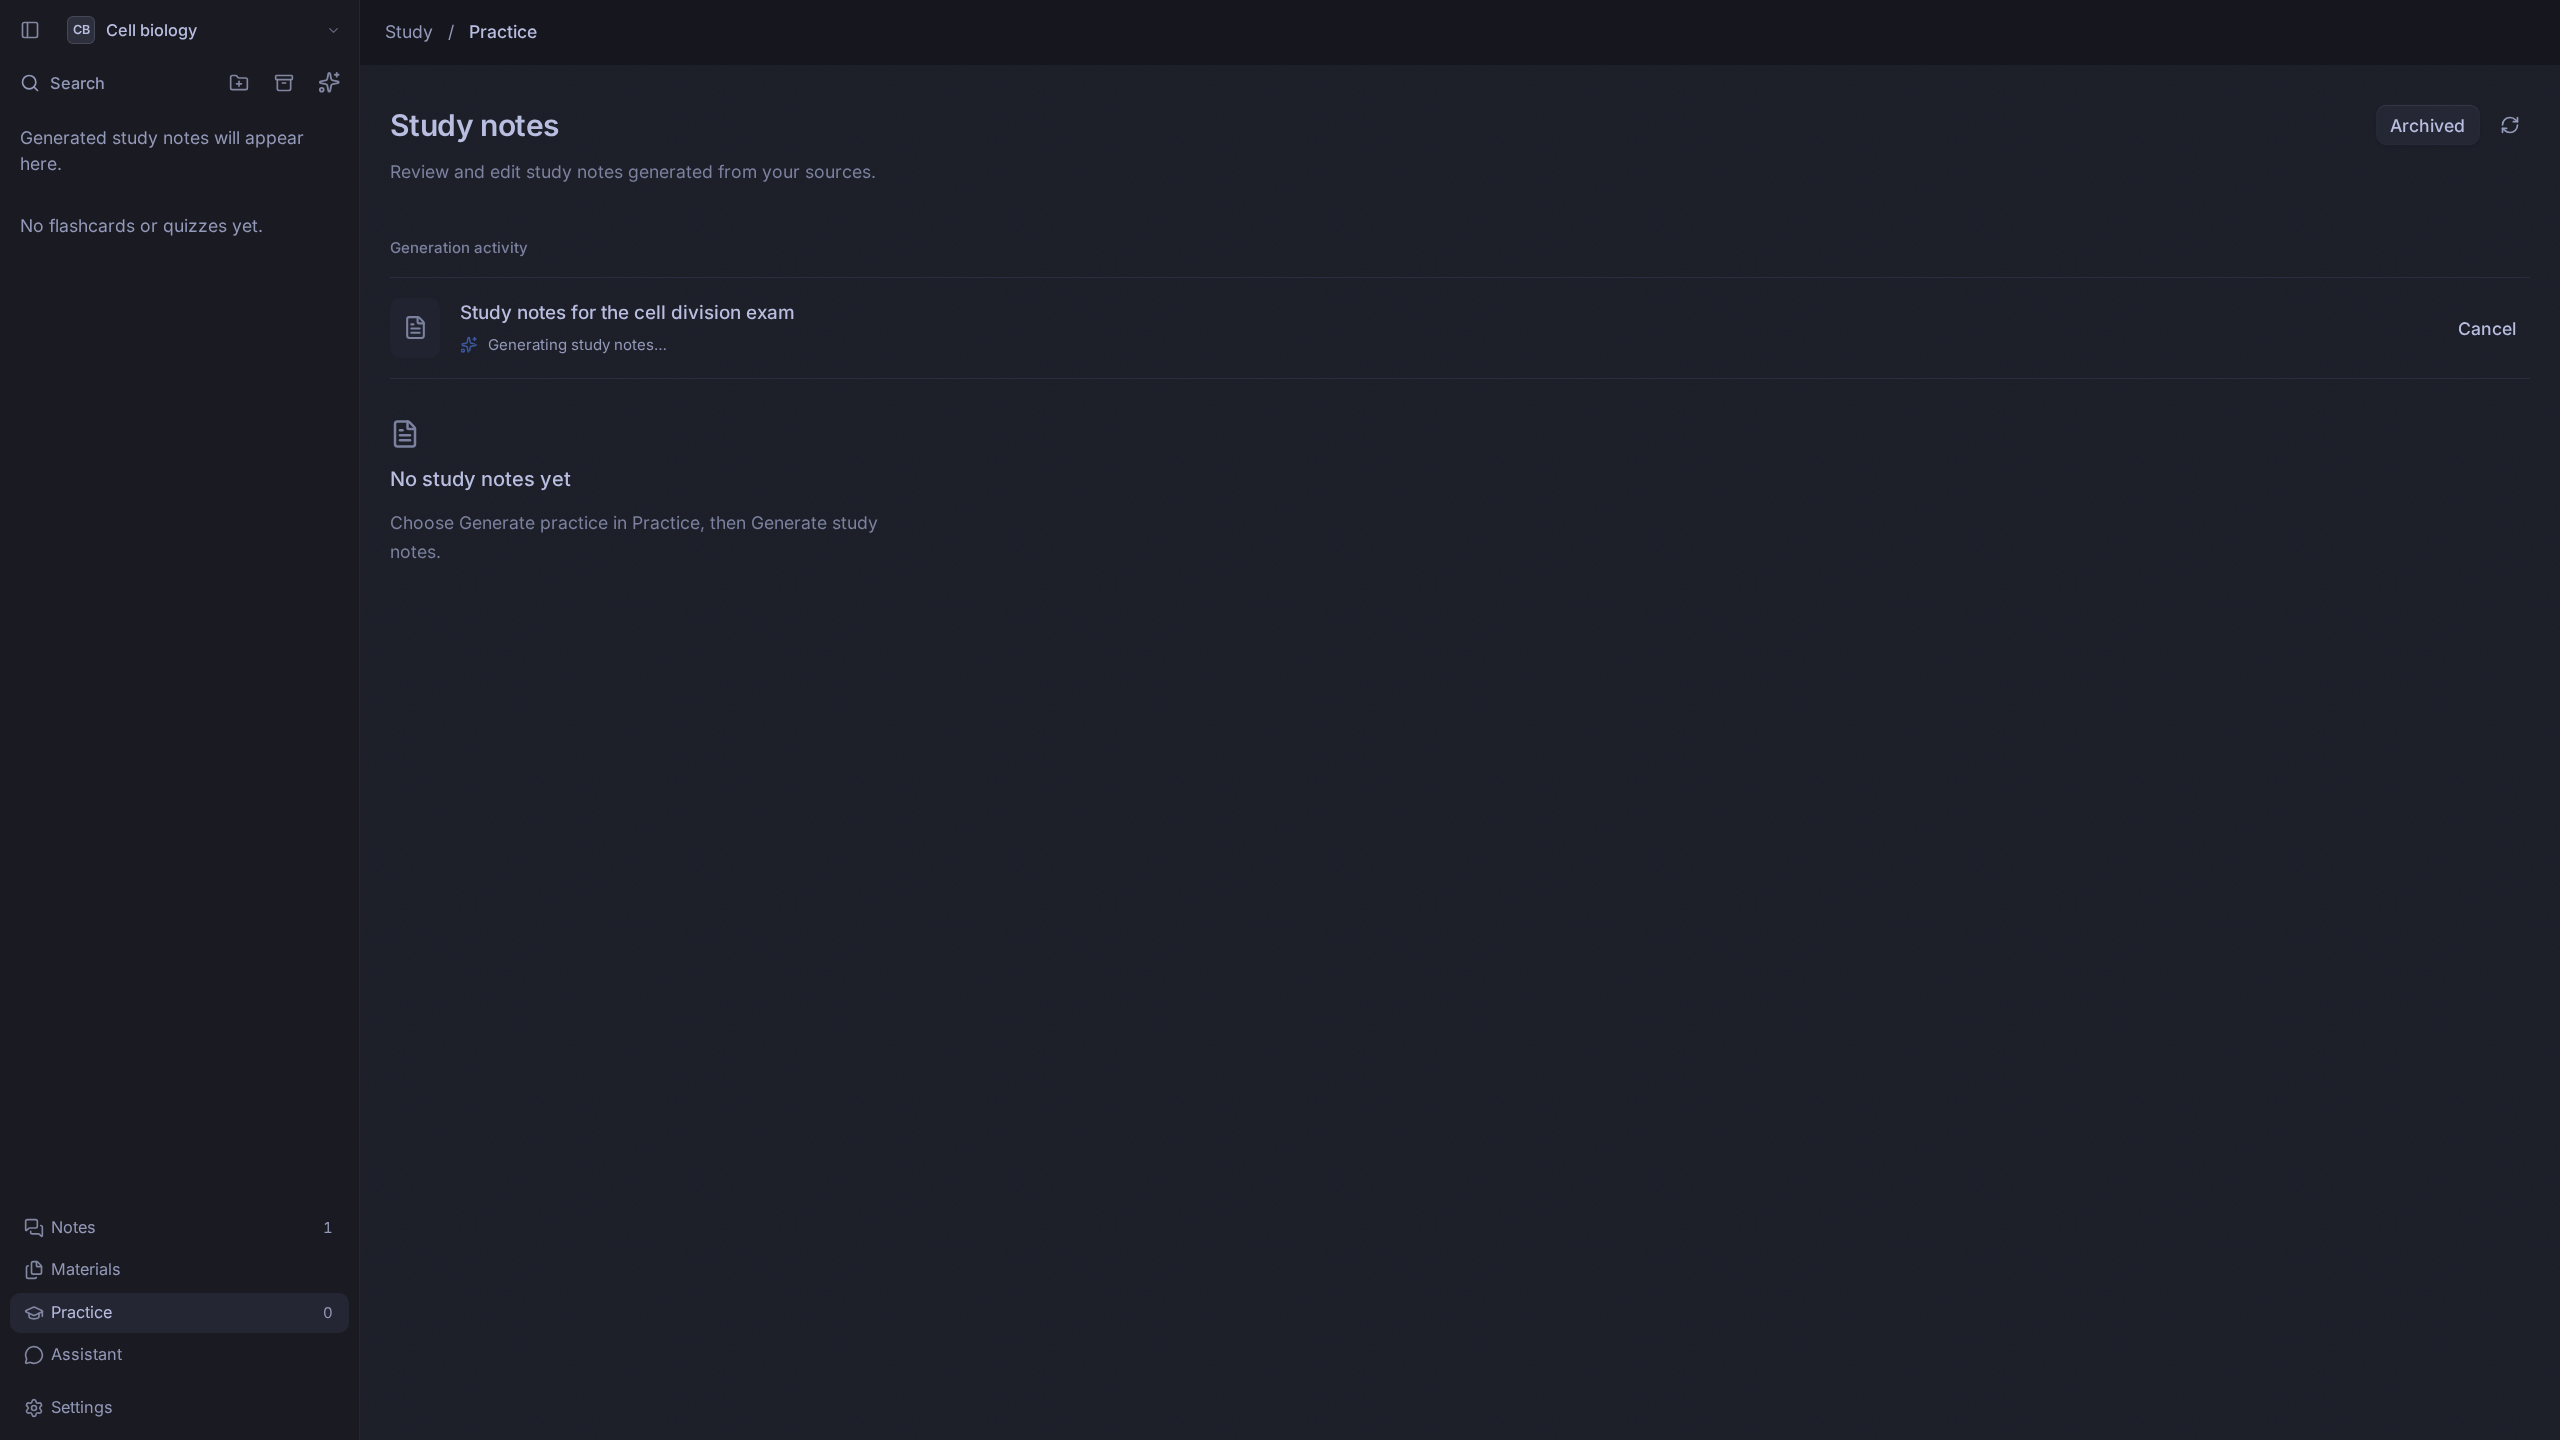 CB Cell biology
Search
Generated study notes will appear
here.
No flashcards or quizzes yet.
Notes 1
Materials
Practice 0
Assistant
Settings
Study / Practice
Study notes
Archived
Review and edit study notes generated from your sources.
Generation activity
Study notes for the cell division exam
Generating study notes...
Cancel
No study notes yet
Choose Generate practice in Practice, then Generate study
notes.